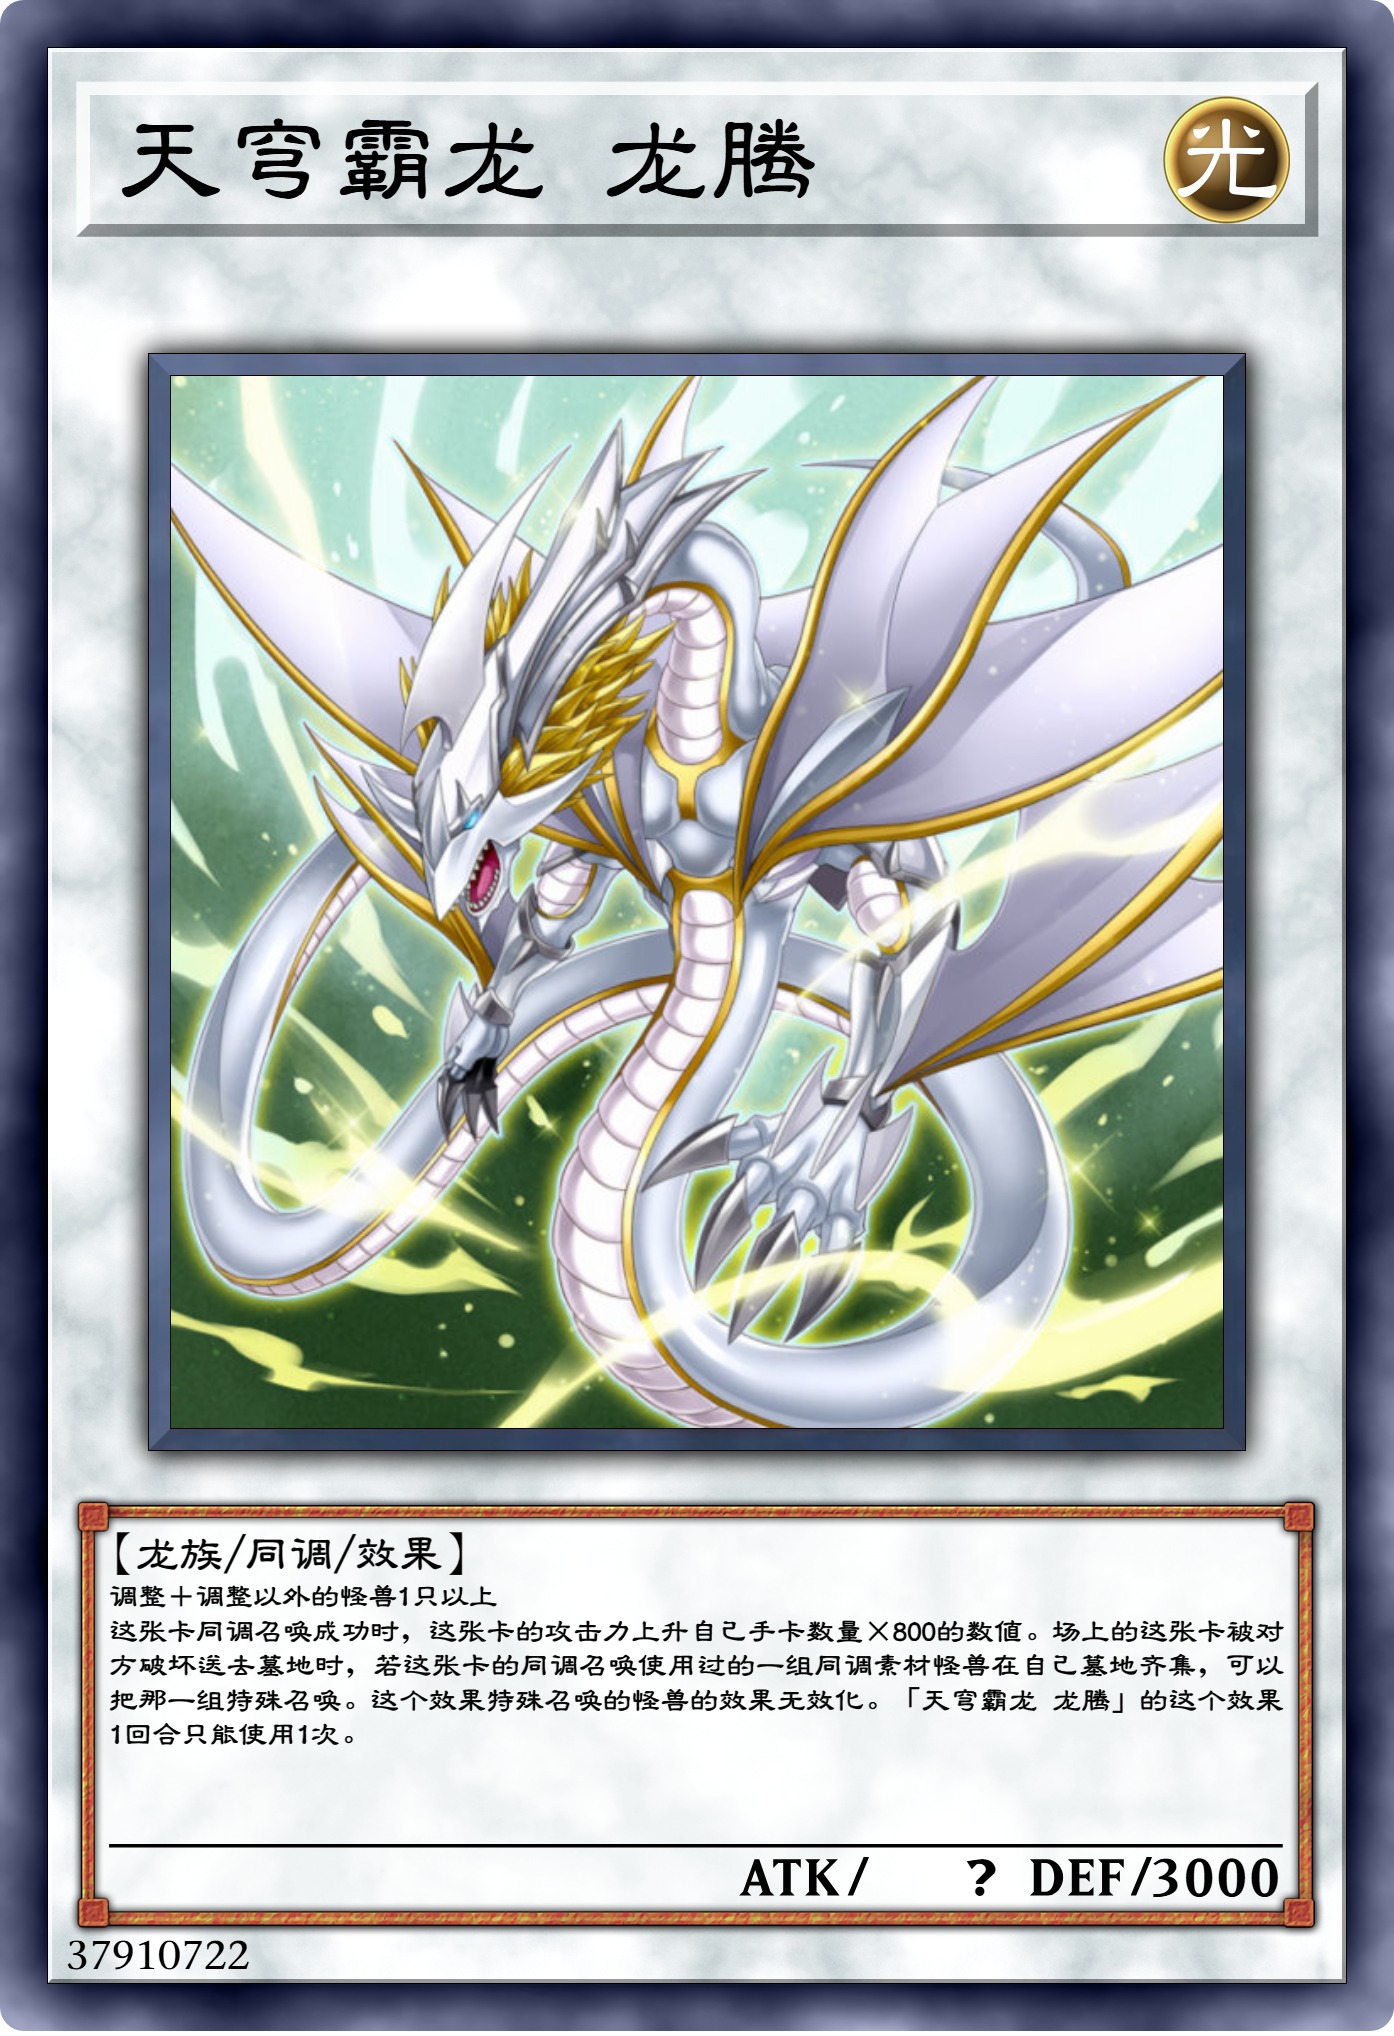 天穹霸龙 龙腾
光
【龙族/同调/效果】
调整＋调整以外的怪兽1只以上
这张卡同调召唤成功时，这张卡的攻击力上升自己手卡数量×800的数值。场上的这张卡被对
方破坏送去墓地时，若这张卡的同调召唤使用过的一组同调素材怪兽在自己墓地齐集，可以
把那一组特殊召唤。这个效果特殊召唤的怪兽的效果无效化。「天穹霸龙 龙腾」的这个效果
1回合只能使用1次。
ATK/ ? DEF/3000
37910722